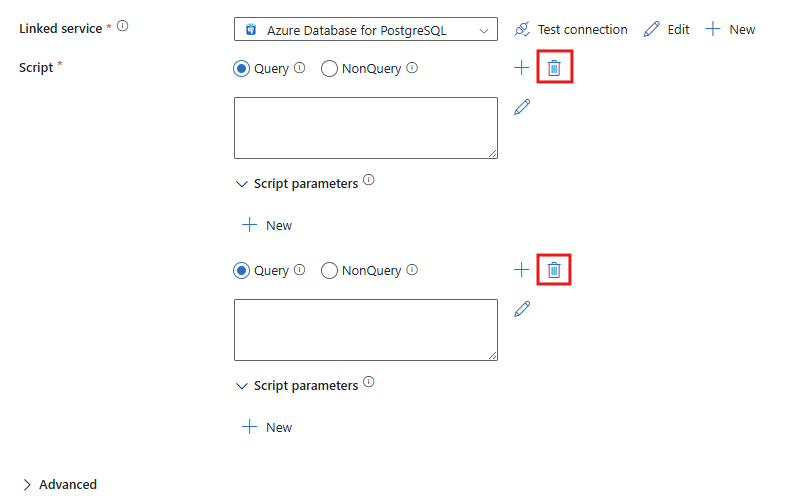 Linked service * Azure Database for PostgreSQL Test connection Edit New
Script * Query NonQuery
Script parameters
New
Query NonQuery
Script parameters
New
Advanced